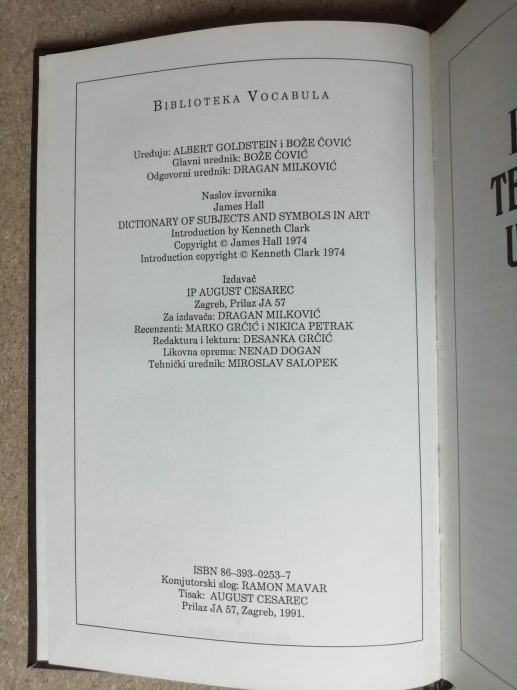 BIBLIOTEKA VOCABULA
Uređuju: ALBERT GOLDSTEIN i BOŽE ČOVIĆ
Glavni urednik: BOŽE ČOVIĆ
Odgovorni urednik: DRAGAN MILKOVIĆ
Naslov izvornika
James Hall
DICTIONARY OF SUBJECTS AND SYMBOLS IN ART
Introduction by Kenneth Clark
Copyright © James Hall 1974
Introduction copyright © Kenneth Clark 1974
Izdavač
IP AUGUST CESAREC
Zagreb, Prilaz JA 57
Za izdavača: DRAGAN MILKOVIĆ
Recenzenti: MARKO GRČIĆ i NIKICA PETRAK
Redaktura i lektura: DESANKA GRČIĆ
Likovna oprema: NENAD DOGAN
Tehnički urednik: MIROSLAV SALOPEK
ISBN 86-393-0253-7
Komjutorski slog: RAMON MAVAR
Tisak: AUGUST CESAREC
Prilaz JA 57, Zagreb, 1991.